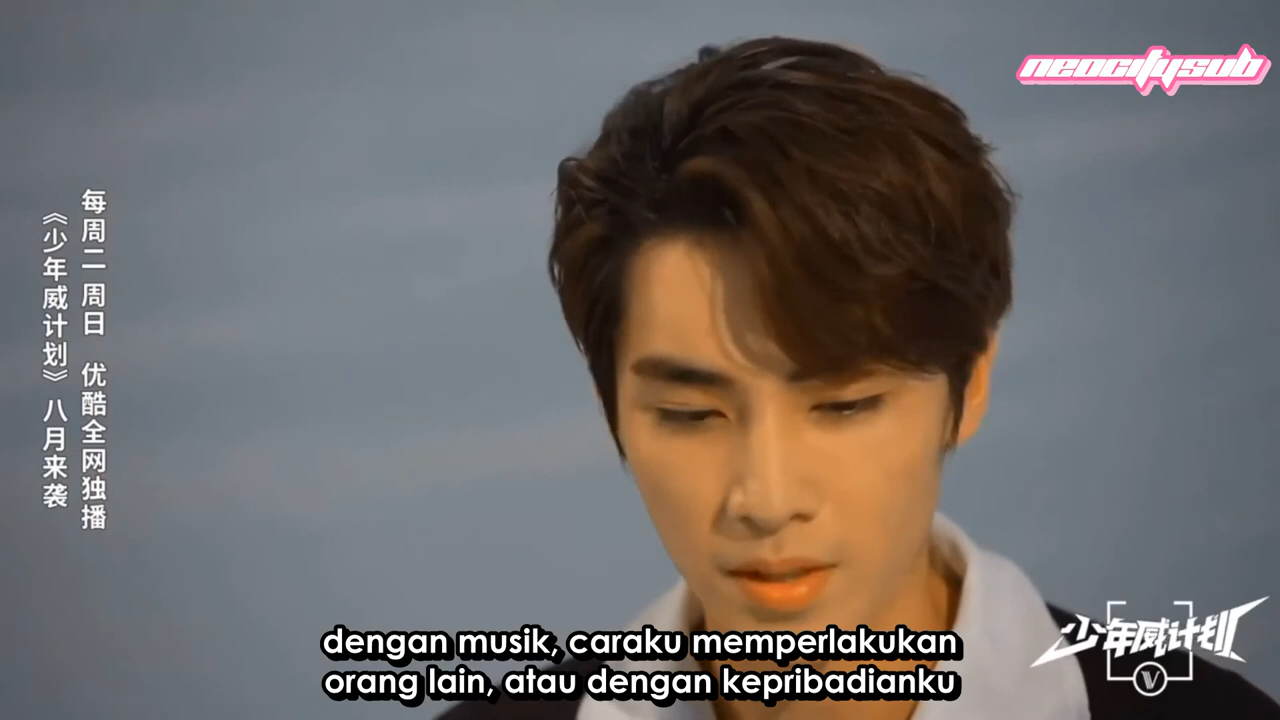 neocitysub
每周二周日 优酷全网独播
《少年威计划》八月来袭
dengan musik, caraku memperlakukan
orang lain, atau dengan kepribadianku
少年威计划
V